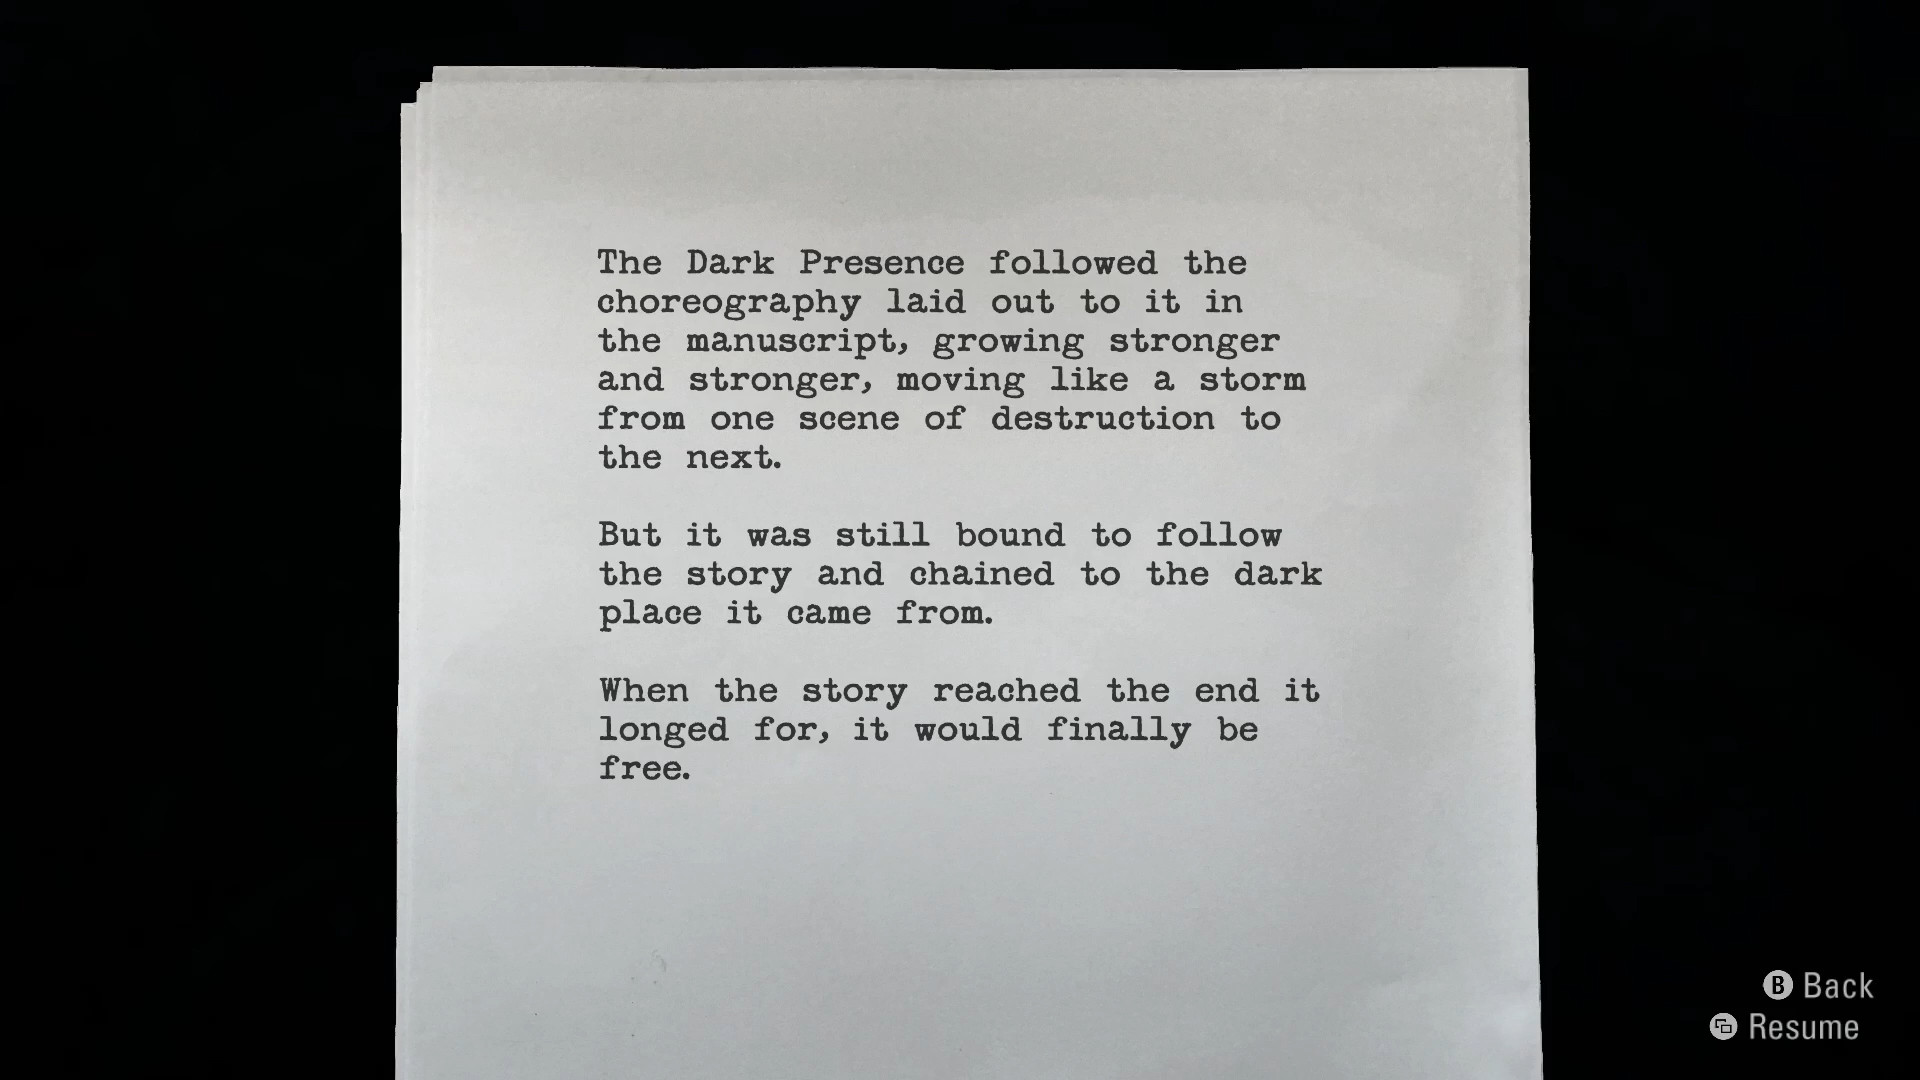 The Dark Presence followed the
choreography laid out to it in
the manuscript, growing stronger
and stronger, moving like a storm
from one scene of destruction to
the next.
But it was still bound to follow
the story and chained to the dark
place it came from.
When the story reached the end it
longed for, it would finally be
free.
B Back
Resume